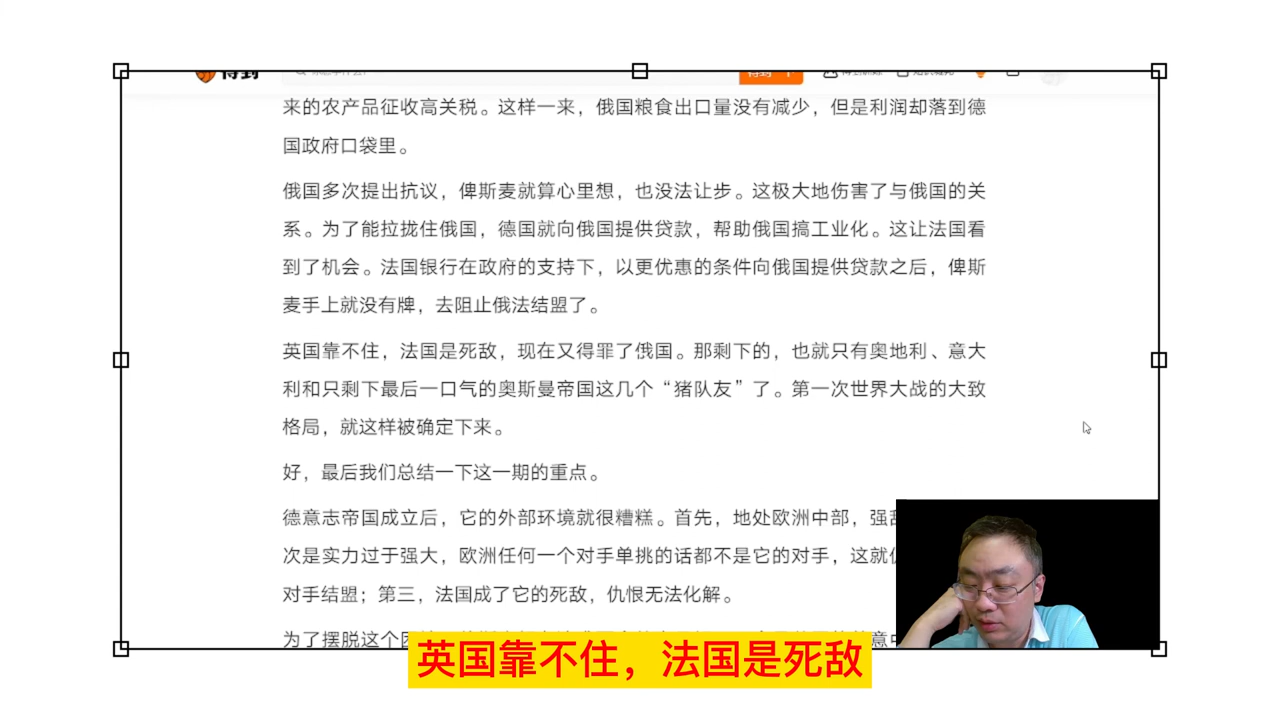 得到
来的农产品征收高关税。这样一来，俄国粮食出口量没有减少，但是利润却落到德
国政府口袋里。
俄国多次提出抗议，俾斯麦就算心里想，也没法让步。这极大地伤害了与俄国的关
系。为了能拉拢住俄国，德国就向俄国提供贷款，帮助俄国搞工业化。这让法国看
到了机会。法国银行在政府的支持下，以更优惠的条件向俄国提供贷款之后，俾斯
麦手上就没有牌，去阻止俄法结盟了。
英国靠不住，法国是死敌，现在又得罪了俄国。那剩下的，也就只有奥地利、意大
利和只剩下最后一口气的奥斯曼帝国这几个“猪队友”了。第一次世界大战的大致
格局，就这样被确定下来。
好，最后我们总结一下这一期的重点。
德意志帝国成立后，它的外部环境就很糟糕。首先，地处欧洲中部，强
次是实力过于强大，欧洲任何一个对手单挑的话都不是它的对手，这就
对手结盟；第三，法国成了它的死敌，仇恨无法化解。
为了摆脱这个
英国靠不住，法国是死敌